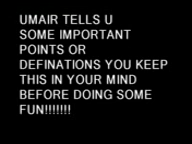 UMAIR TELLS U
SOME IMPORTANT
POINTS OR
DEFINATIONS YOU KEEP
THIS IN YOUR MIND
BEFORE DOING SOME
FUN!!!!!!!